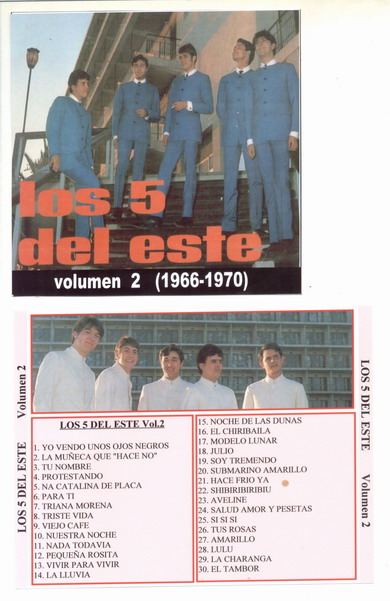 los 5
del este
volumen 2 (1966-1970)
LOS 5 DEL ESTE Volumen 2
LOS 5 DEL ESTE Vol.2
1. YO VENDO UNOS OJOS NEGROS
2. LA MUÑECA QUE "HACE NO"
3. TU NOMBRE
4. PROTESTANDO
5. NA CATALINA DE PLACA
6. PARA TI
7. TRIANA MORENA
8. TRISTE VIDA
9. VIEJO CAFE
10. NUESTRA NOCHE
11. NADA TODAVIA
12. PEQUEÑA ROSITA
13. VIVIR PARA VIVIR
14. LA LLUVIA
15. NOCHE DE LAS DUNAS
16. EL CHIRIBAILA
17. MODELO LUNAR
18. JULIO
19. SOY TREMENDO
20. SUBMARINO AMARILLO
21. HACE FRIO YA
22. SHIBIRIBIRIBIU
23. AVELINE
24. SALUD AMOR Y PESETAS
25. SI SI SI
26. TUS ROSAS
27. AMARILLO
28. LULU
29. LA CHARANGA
30. EL TAMBOR
LOS 5 DEL ESTE Volumen 2